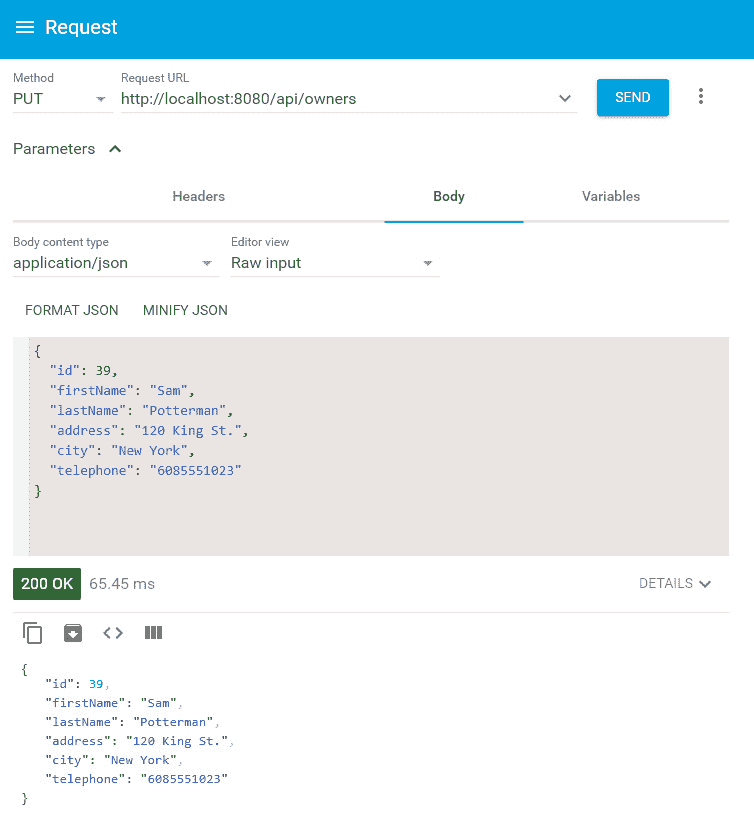 Request
Method
Request URL
PUT
http://localhost:8080/api/owners
SEND
Parameters
Headers
Body
Variables
Body content type
Editor view
application/json
Raw input
FORMAT JSON
MINIFY JSON
{
"id": 39,
"firstName": "Sam",
"lastName": "Potterman",
"address": "120 King St.",
"city": "New York",
"telephone": "6085551023"
}
200 OK
65.45 ms
DETAILS
{
"id": 39,
"firstName": "Sam",
"lastName": "Potterman",
"address": "120 King St.",
"city": "New York",
"telephone": "6085551023"
}